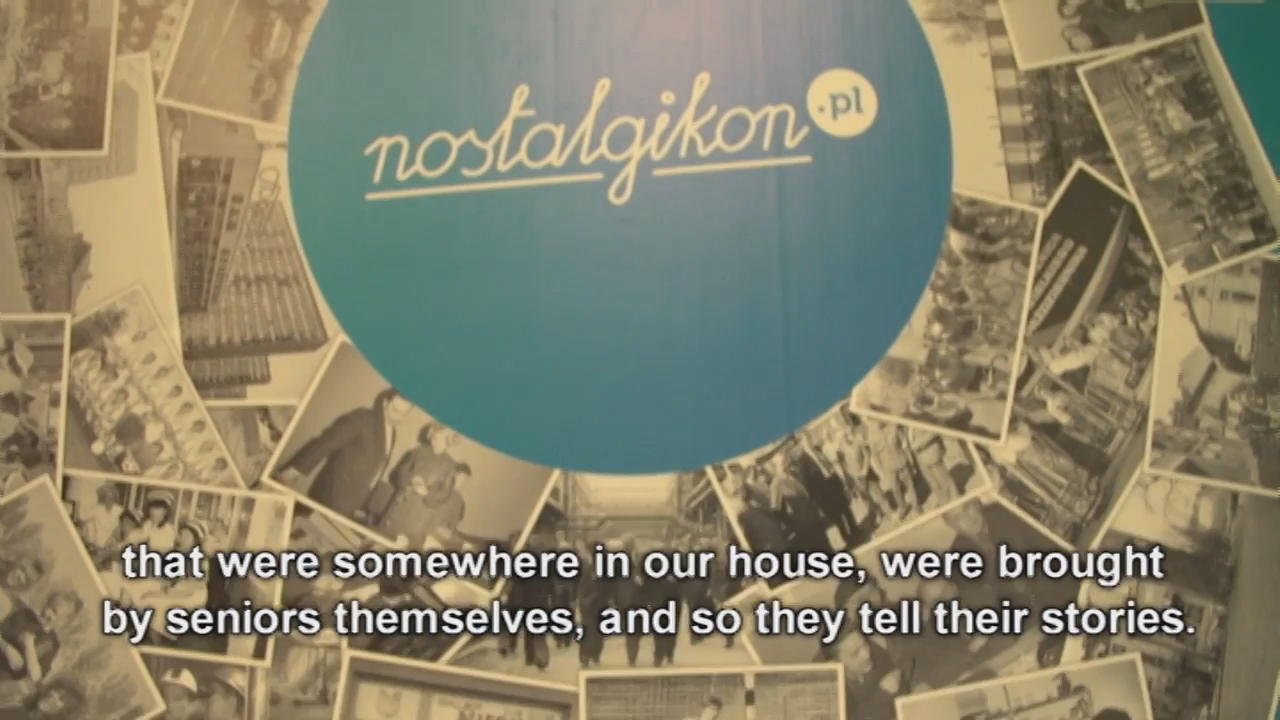 nostalgikon
.pl
that were somewhere in our house, were brought
by seniors themselves, and so they tell their stories.